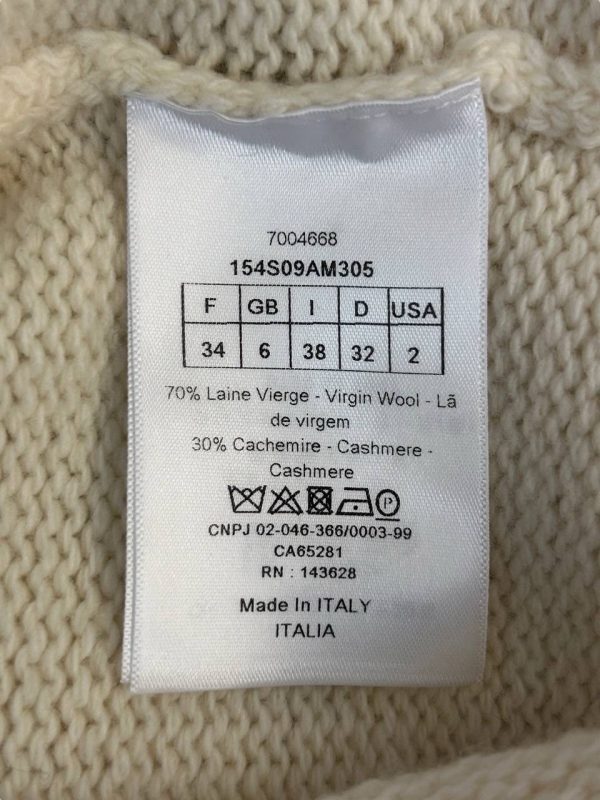 7004668
154S09AM305
F GB I D USA
34 6 38 32 2
70% Laine Vierge - Virgin Wool - Lã
de virgem
30% Cachemire - Cashmere -
Cashmere
P
CNPJ 02-046-366/0003-99
CA65281
RN : 143628
Made In ITALY
ITALIA